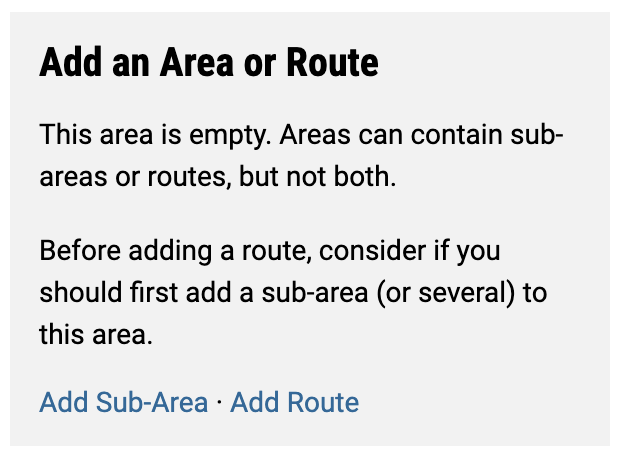 Add an Area or Route
This area is empty. Areas can contain sub-
areas or routes, but not both.
Before adding a route, consider if you
should first add a sub-area (or several) to
this area.
Add Sub-Area · Add Route